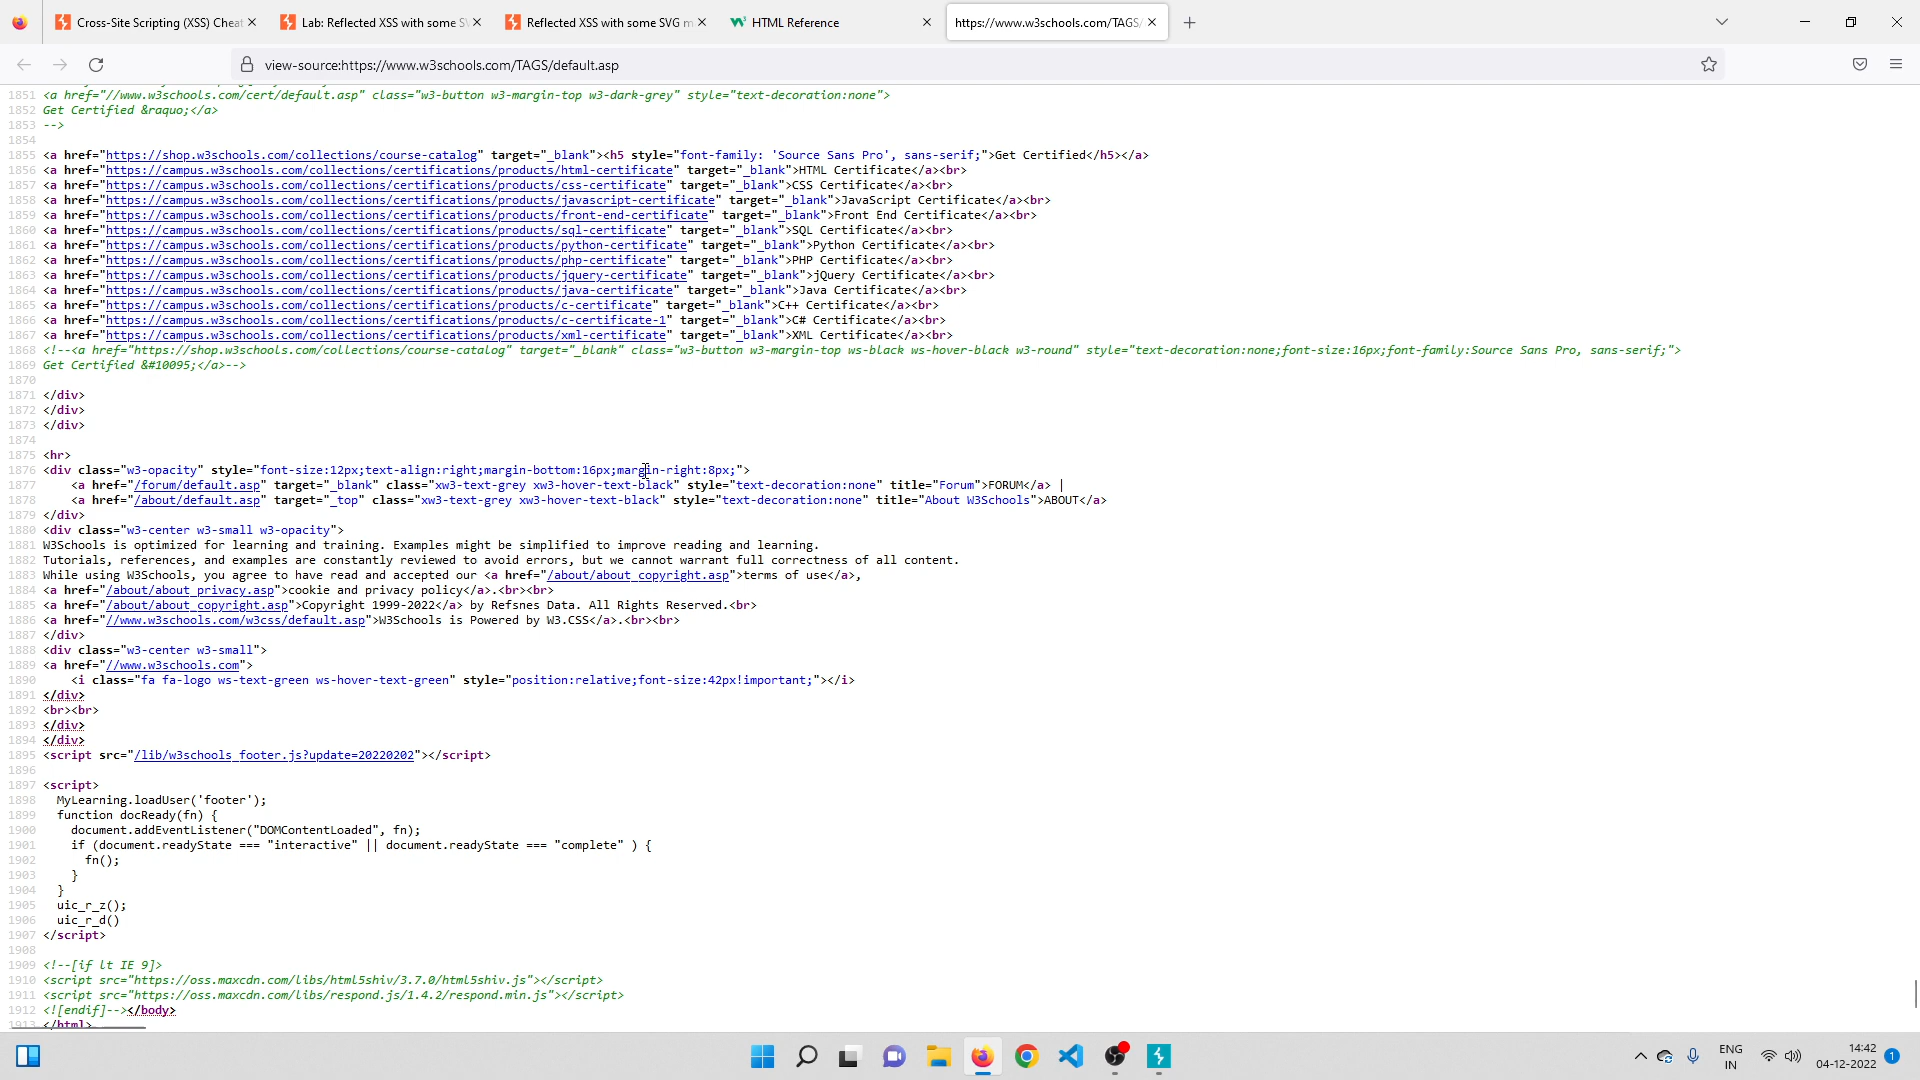 Cross-Site Scripting (XSS) Cheat
Lab: Reflected XSS with some SV
Reflected XSS with some SVG m
HTML Reference
https://www.w3schools.com/TAGS/
view-source:https://www.w3schools.com/TAGS/default.asp
1851 <a href="//www.w3schools.com/cert/default.asp" class="w3-button w3-margin-top w3-dark-grey" style="text-decoration:none">
1852 Get Certified &raquo;</a>
1853 -->
1854
1855 <a href="https://shop.w3schools.com/collections/course-catalog" target="_blank"><h5 style="font-family: 'Source Sans Pro', sans-serif;">Get Certified</h5></a>
1856 <a href="https://campus.w3schools.com/collections/certifications/products/html-certificate" target="_blank">HTML Certificate</a><br>
1857 <a href="https://campus.w3schools.com/collections/certifications/products/css-certificate" target="_blank">CSS Certificate</a><br>
1858 <a href="https://campus.w3schools.com/collections/certifications/products/javascript-certificate" target="_blank">JavaScript Certificate</a><br>
1859 <a href="https://campus.w3schools.com/collections/certifications/products/front-end-certificate" target="_blank">Front End Certificate</a><br>
1860 <a href="https://campus.w3schools.com/collections/certifications/products/sql-certificate" target="_blank">SQL Certificate</a><br>
1861 <a href="https://campus.w3schools.com/collections/certifications/products/python-certificate" target="_blank">Python Certificate</a><br>
1862 <a href="https://campus.w3schools.com/collections/certifications/products/php-certificate" target="_blank">PHP Certificate</a><br>
1863 <a href="https://campus.w3schools.com/collections/certifications/products/jquery-certificate" target="_blank">jQuery Certificate</a><br>
1864 <a href="https://campus.w3schools.com/collections/certifications/products/java-certificate" target="_blank">Java Certificate</a><br>
1865 <a href="https://campus.w3schools.com/collections/certifications/products/c-certificate" target="_blank">C++ Certificate</a><br>
1866 <a href="https://campus.w3schools.com/collections/certifications/products/c-certificate-1" target="_blank">C# Certificate</a><br>
1867 <a href="https://campus.w3schools.com/collections/certifications/products/xml-certificate" target="_blank">XML Certificate</a><br>
1868 <!--<a href="https://shop.w3schools.com/collections/course-catalog" target="_blank" class="w3-button w3-margin-top ws-black ws-hover-black w3-round" style="text-decoration:none;font-size:16px;font-family:Source Sans Pro, sans-serif;">
1869 Get Certified &#10095;</a>-->
1870
1871 </div>
1872 </div>
1873 </div>
1874
1875 <hr>
1876 <div class="w3-opacity" style="font-size:12px;text-align:right;margin-bottom:16px;margin-right:8px;">
1877 <a href="/forum/default.asp" target="_blank" class="xw3-text-grey xw3-hover-text-black" style="text-decoration:none" title="Forum">FORUM</a> |
1878 <a href="/about/default.asp" target="_top" class="xw3-text-grey xw3-hover-text-black" style="text-decoration:none" title="About W3Schools">ABOUT</a>
1879 </div>
1880 <div class="w3-center w3-small w3-opacity">
1881 W3Schools is optimized for learning and training. Examples might be simplified to improve reading and learning.
1882 Tutorials, references, and examples are constantly reviewed to avoid errors, but we cannot warrant full correctness of all content.
1883 While using W3Schools, you agree to have read and accepted our <a href="/about/about_copyright.asp">terms of use</a>,
1884 <a href="/about/about_privacy.asp">cookie and privacy policy</a>.<br><br>
1885 <a href="/about/about_copyright.asp">Copyright 1999-2022</a> by Refsnes Data. All Rights Reserved.<br>
1886 <a href="//www.w3schools.com/w3css/default.asp">W3Schools is Powered by W3.CSS</a>.<br><br>
1887 </div>
1888 <div class="w3-center w3-small">
1889 <a href="//www.w3schools.com">
1890 <i class="fa fa-logo ws-text-green ws-hover-text-green" style="position:relative;font-size:42px!important;"></i>
1891 </div>
1892 <br><br>
1893 </div>
1894 </div>
1895 <script src="/lib/w3schools_footer.js?update=20220202"></script>
1896
1897 <script>
1898 MyLearning.loadUser('footer');
1899 function docReady(fn) {
1900 document.addEventListener("DOMContentLoaded", fn);
1901 if (document.readyState === "interactive" || document.readyState === "complete" ) {
1902 fn();
1903 }
1904 }
1905 uic_r_z();
1906 uic_r_d()
1907 </script>
1908
1909 <!--[if lt IE 9]>
1910 <script src="https://oss.maxcdn.com/libs/html5shiv/3.7.0/html5shiv.js"></script>
1911 <script src="https://oss.maxcdn.com/libs/respond.js/1.4.2/respond.min.js"></script>
1912 <![endif]--></body>
1913 </html>
ENG
IN
14:42
04-12-2022
1